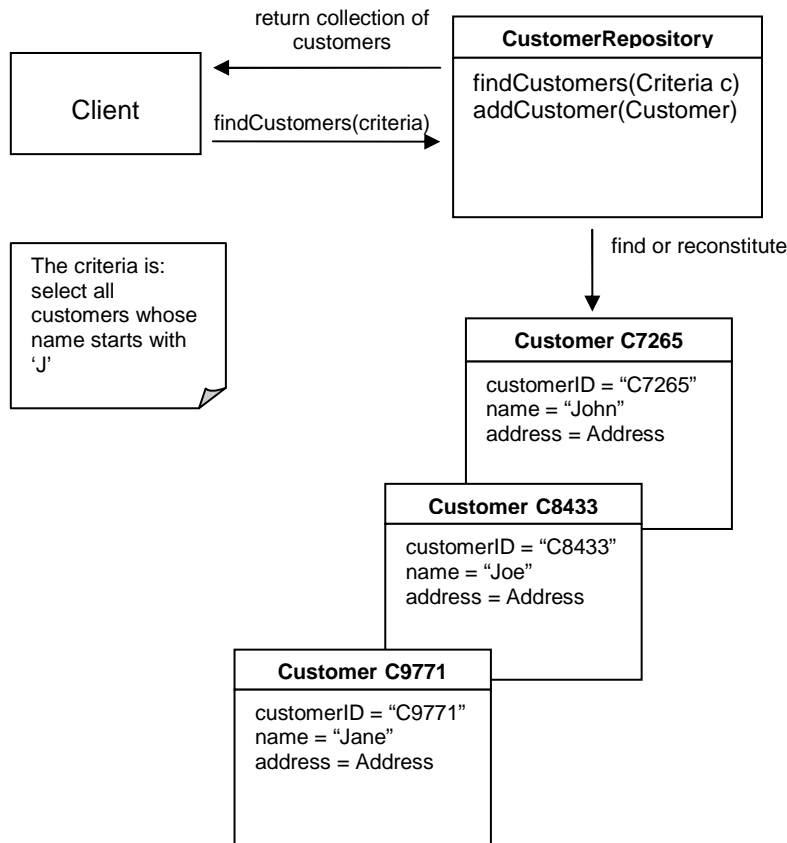 return collection of
customers
CustomerRepository
findCustomers(Criteria c)
addCustomer(Customer)
Client
findCustomers(criteria)
find or reconstitute
The criteria is:
select all
customers whose
name starts with
‘J’
Customer C7265
customerID = “C7265”
name = “John”
address = Address
Customer C8433
customerID = “C8433”
name = “Joe”
address = Address
Customer C9771
customerID = “C9771”
name = “Jane”
address = Address